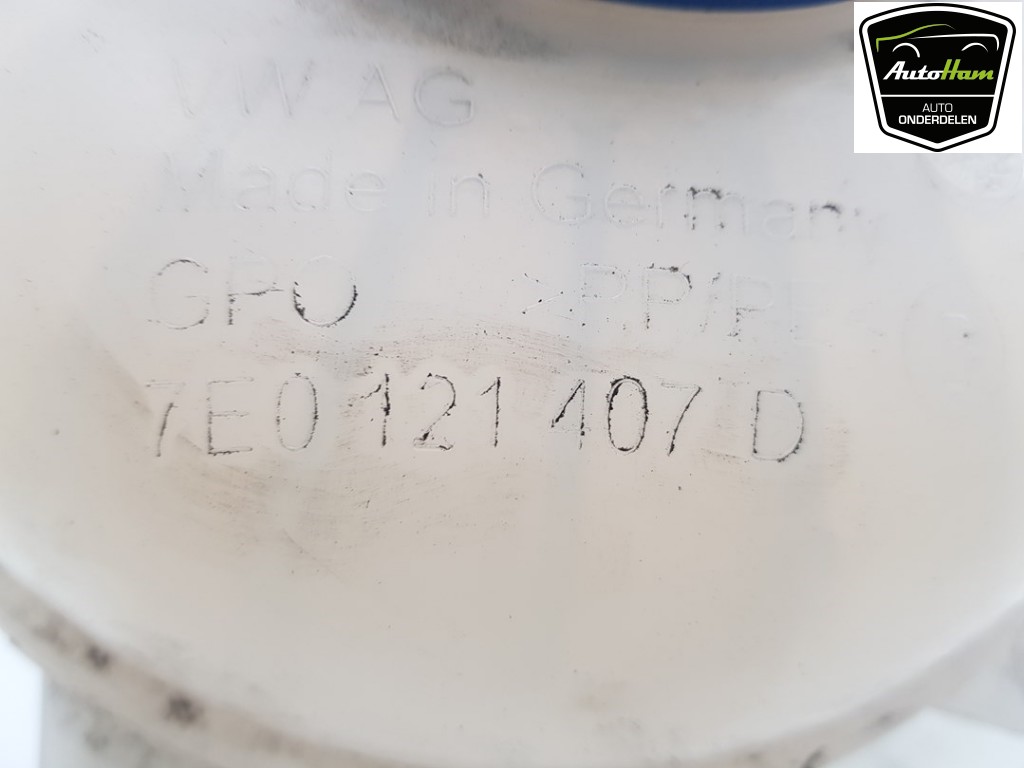 AutoHam
AUTO
ONDERDELEN
VW AG
Made in Germany
GPO >PP/P
7E0 121 407 D